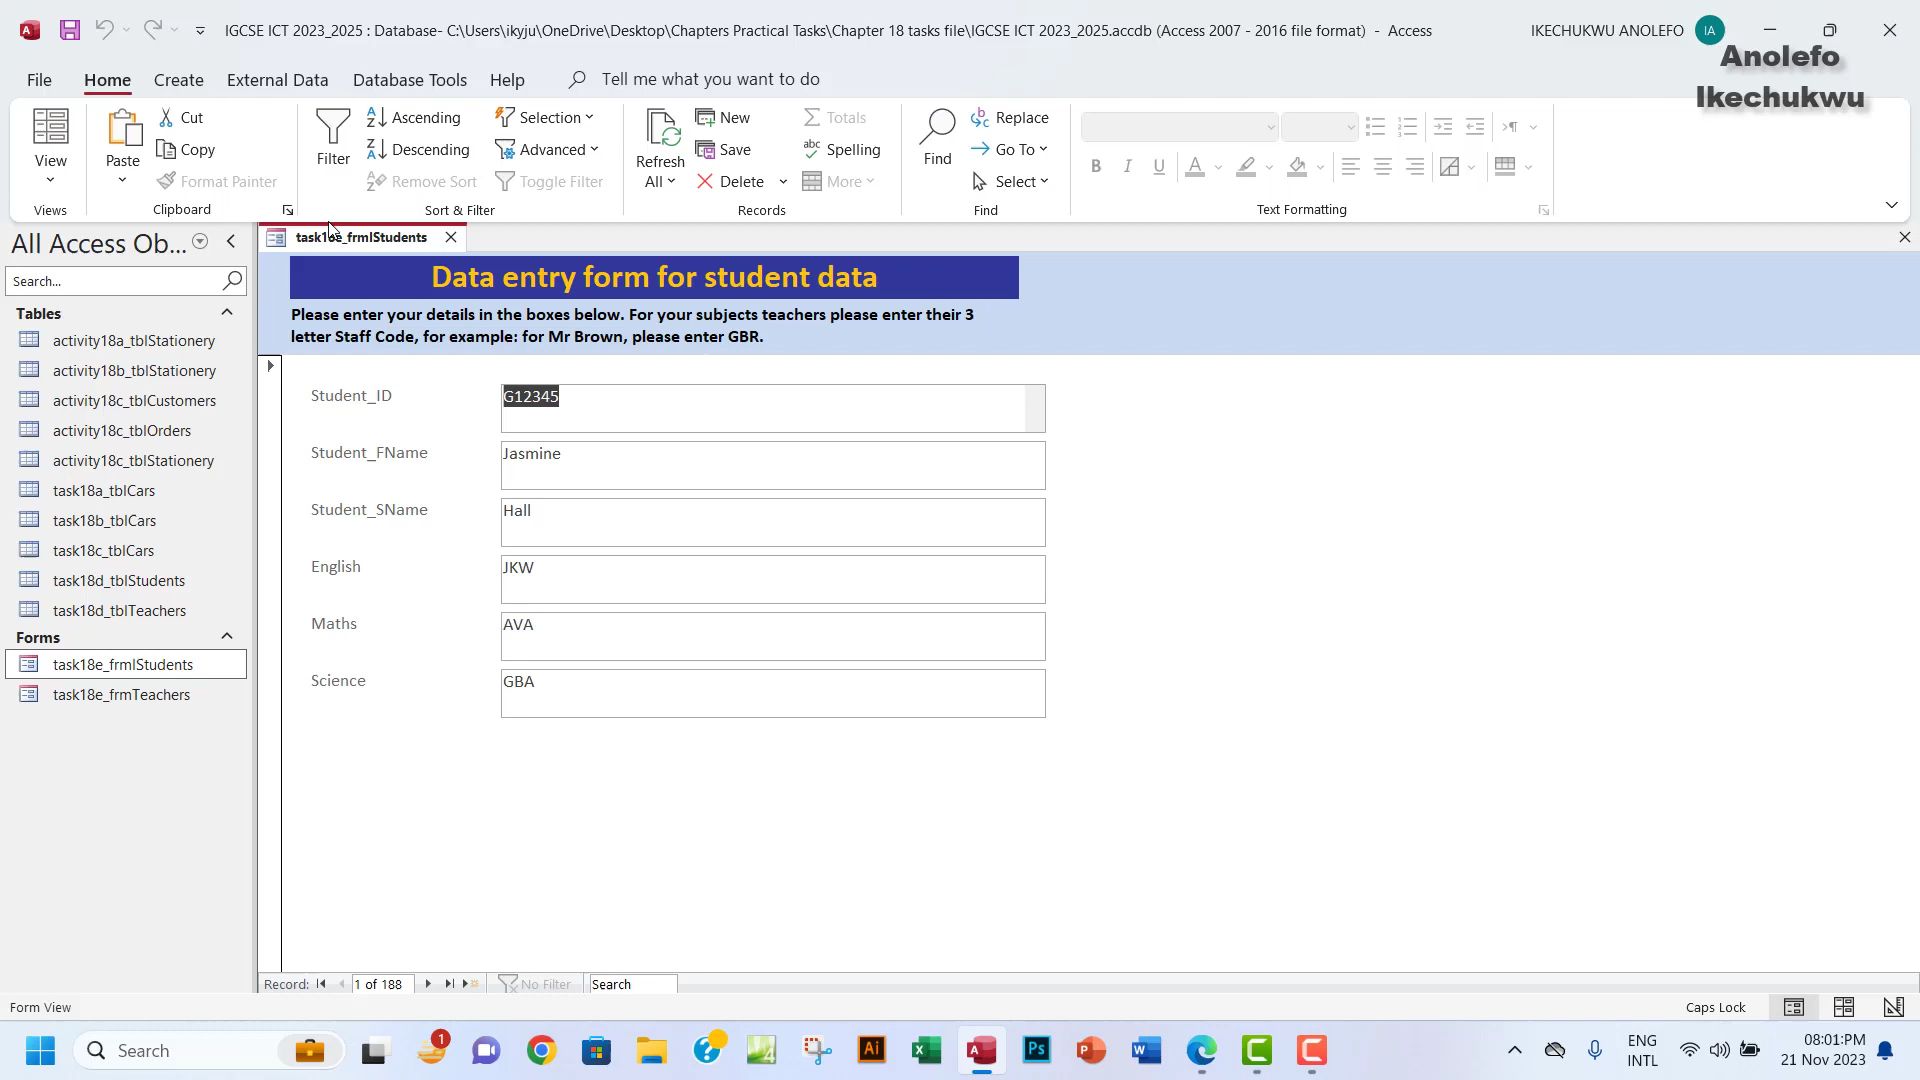 IGCSE ICT 2023_2025 : Database- C:\Users\ikyju\OneDrive\Desktop\Chapters Practical Tasks\Chapter 18 tasks file\IGCSE ICT 2023_2025.accdb (Access 2007 - 2016 file format) - Access
IKECHUKWU ANOLEFO
IA
Anolefo
Ikechukwu
File
Home
Create
External Data
Database Tools
Help
Tell me what you want to do
View
Views
Paste
Cut
Copy
Format Painter
Clipboard
Filter
Ascending
Descending
Remove Sort
Selection
Advanced
Toggle Filter
Sort & Filter
Refresh
All
New
Save
Delete
Totals
Spelling
More
Records
Find
Replace
Go To
Select
Find
B I U A
Text Formatting
All Access Ob...
Search...
Tables
activity18a_tblStationery
activity18b_tblStationery
activity18c_tblCustomers
activity18c_tblOrders
activity18c_tblStationery
task18a_tblCars
task18b_tblCars
task18c_tblCars
task18d_tblStudents
task18d_tblTeachers
Forms
task18e_frmlStudents
task18e_frmTeachers
task18e_frmlStudents
Data entry form for student data
Please enter your details in the boxes below. For your subjects teachers please enter their 3
letter Staff Code, for example: for Mr Brown, please enter GBR.
Student_ID G12345
Student_FName Jasmine
Student_SName Hall
English JKW
Maths AVA
Science GBA
Record: 1 of 188 No Filter Search
Form View
Caps Lock
Search
1
Ai
Ps
ENG
INTL
08:01:PM
21 Nov 2023